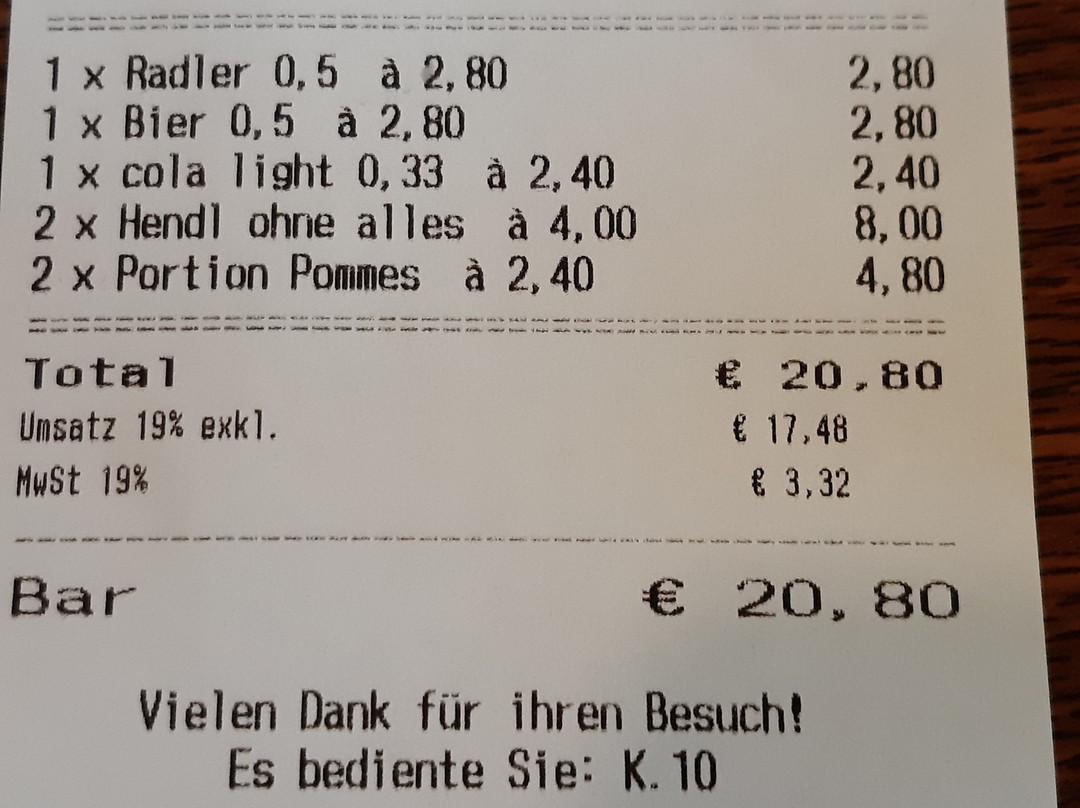 1 x Radler 0,5 à 2,80 2,80
1 x Bier 0,5 à 2,80 2,80
1 x cola light 0,33 à 2,40 2,40
2 x Hendl ohne alles à 4,00 8,00
2 x Portion Pommes à 2,40 4,80
Total € 20,80
Umsatz 19% exkl. € 17,48
MwSt 19% € 3,32
Bar € 20,80
Vielen Dank für ihren Besuch!
Es bediente Sie: K.10